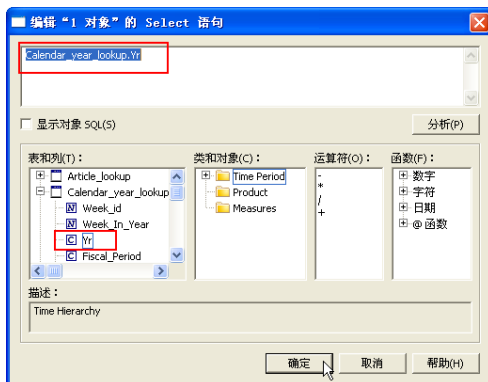 编辑“1 对象”的 Select 语句
Calendar_year_lookup.Yr
显示对象 SQL(S)
分析(P)
表和列(T)：
类和对象(C)：
运算符(O)：
函数(F)：
Article_lookup
Calendar_year_lookup
Week_id
Week_In_Year
Yr
Fiscal_Period
Time Period
Product
Measures
-
*
/
+
数字
字符
日期
@ 函数
描述：
Time Hierarchy
确定
取消
帮助(H)